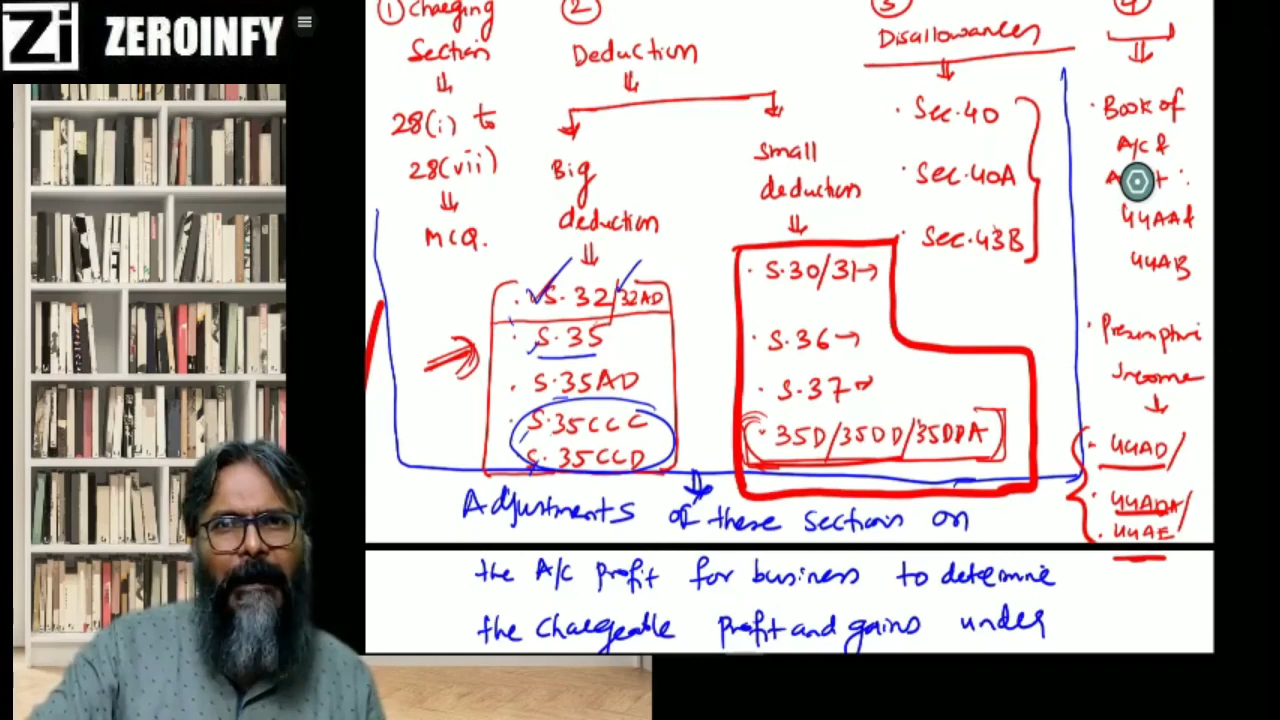 Zi ZEROINFY
① Charging
Section
⇓
28(i) to
28(vii)
⇓
MCQ.
②
Deduction
⇓
Big
deduction
⇓
· S.32/32AD
· S.35
· S.35AD
· S.35CCC
S.35CCD
small
deduction
⇓
· S.30/31→
· S.36→
· S.37→
· 35D/35DD/35DDA
③
Disallowances
⇓
· Sec.40
· Sec.40A
· Sec.43B
④
⇓
· Book of
A/c &
44AA &
44AB
· Presumptive
Income
↓
· 44AD/
· 44ADA/
· 44AE
Adjustments of these sections on
the A/C profit for business to determine
the chargeable profit and gains under